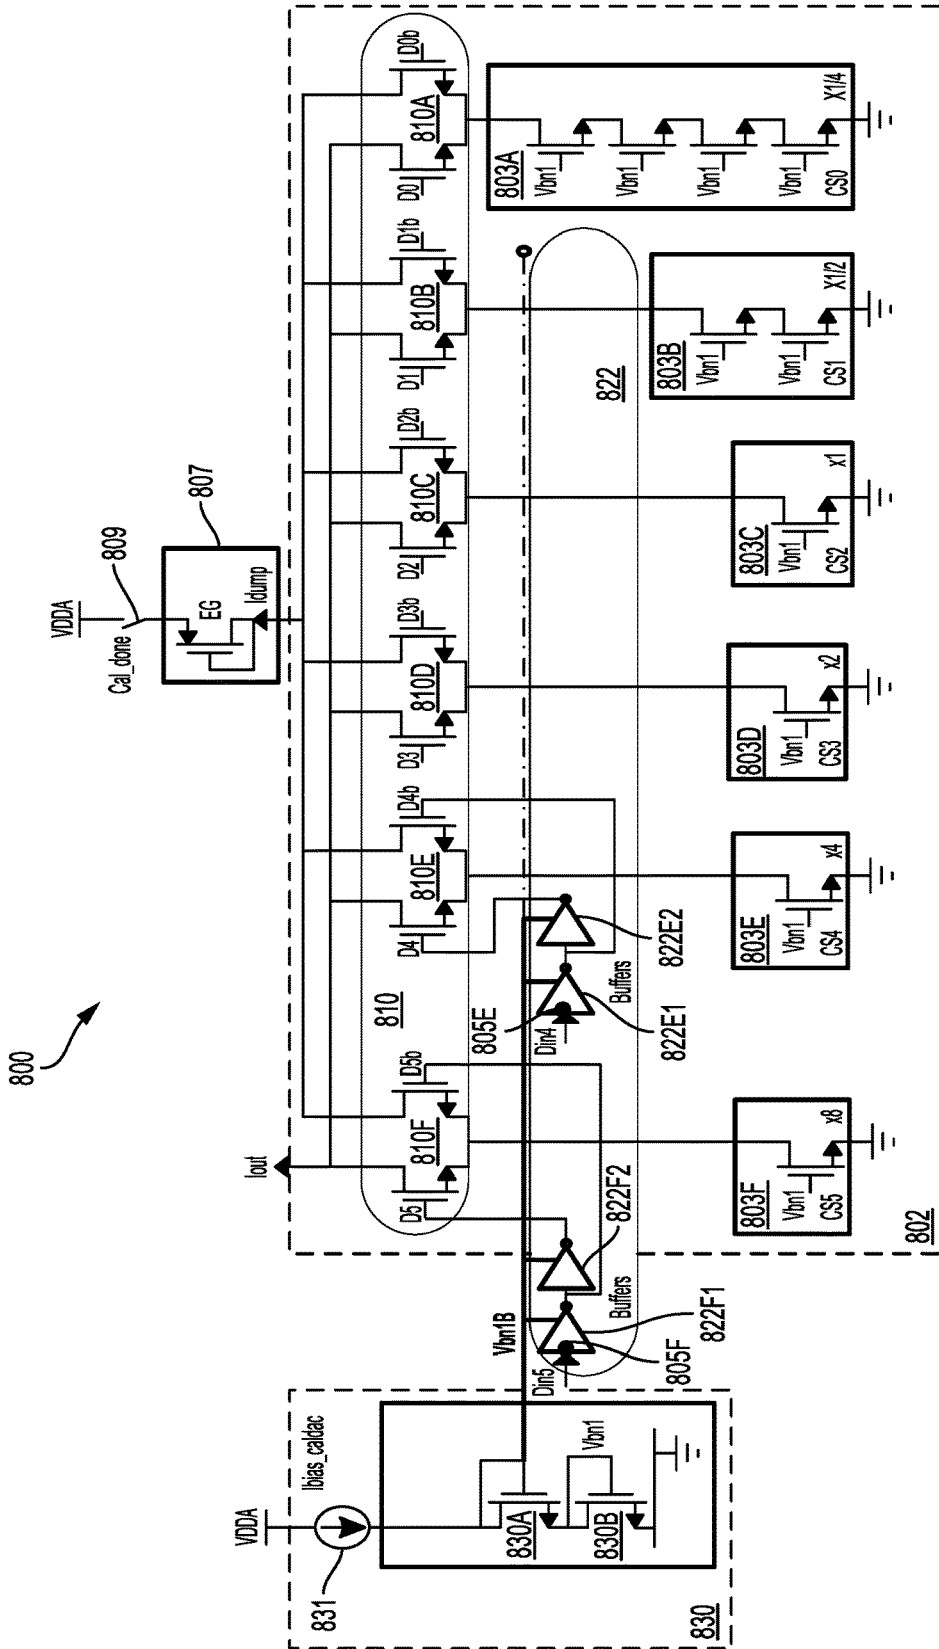 800
VDDA
Cal_done
809
807
EG
Idump
Iout
810
D5
D5b
810F
D4
D4b
810E
D3
D3b
810D
D2
D2b
810C
D1
D1b
810B
D0
D0b
810A
VDDA
Ibias_caldac
831
830A
830B
Vbn1
830
Vbn1B
Din5
805F
822F1
822F2
Buffers
Din4
805E
822E1
822E2
Buffers
822
803F
Vbn1
CS5
x8
803E
Vbn1
CS4
x4
803D
Vbn1
CS3
x2
803C
Vbn1
CS2
x1
803B
Vbn1
Vbn1
CS1
X1/2
803A
Vbn1
Vbn1
Vbn1
Vbn1
CS0
X1/4
802